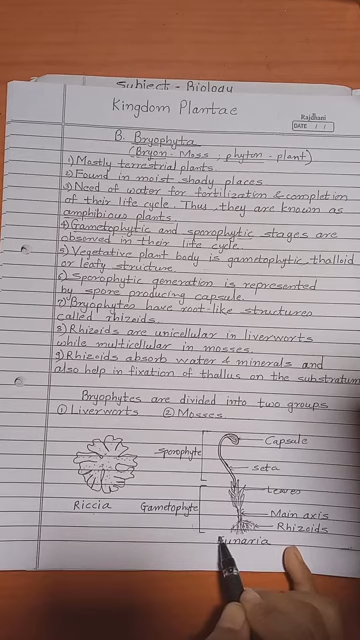 Subject - Biology
Kingdom Plantae
Rajdhani
DATE / /
B. Bryophyta
(Bryon - Moss , phyton - plant)
1) Mostly terrestrial plants
2) Found in moist shady places
3) Need of water for fertilization & completion
of their life cycle. Thus, they are known as
amphibious plants.
4) Gametophytic and sporophytic stages are
observed in their life cycle.
5) Vegetative plant body is gametophytic, thalloid
or leafy structure.
6) Sporophytic generation is represented
by spore producing capsule.
7) Bryophytes have root-like structures
called rhizoids.
8) Rhizoids are unicellular in liverworts
while multicellular in mosses.
9) Rhizoids absorb water & minerals and
also help in fixation of thallus on the substratum
Bryophytes are divided into two groups
① Liverworts ② Mosses
Sporophyte
Capsule
seta
Leaves
Riccia
Gametophyte
Main axis
Rhizoids
Funaria